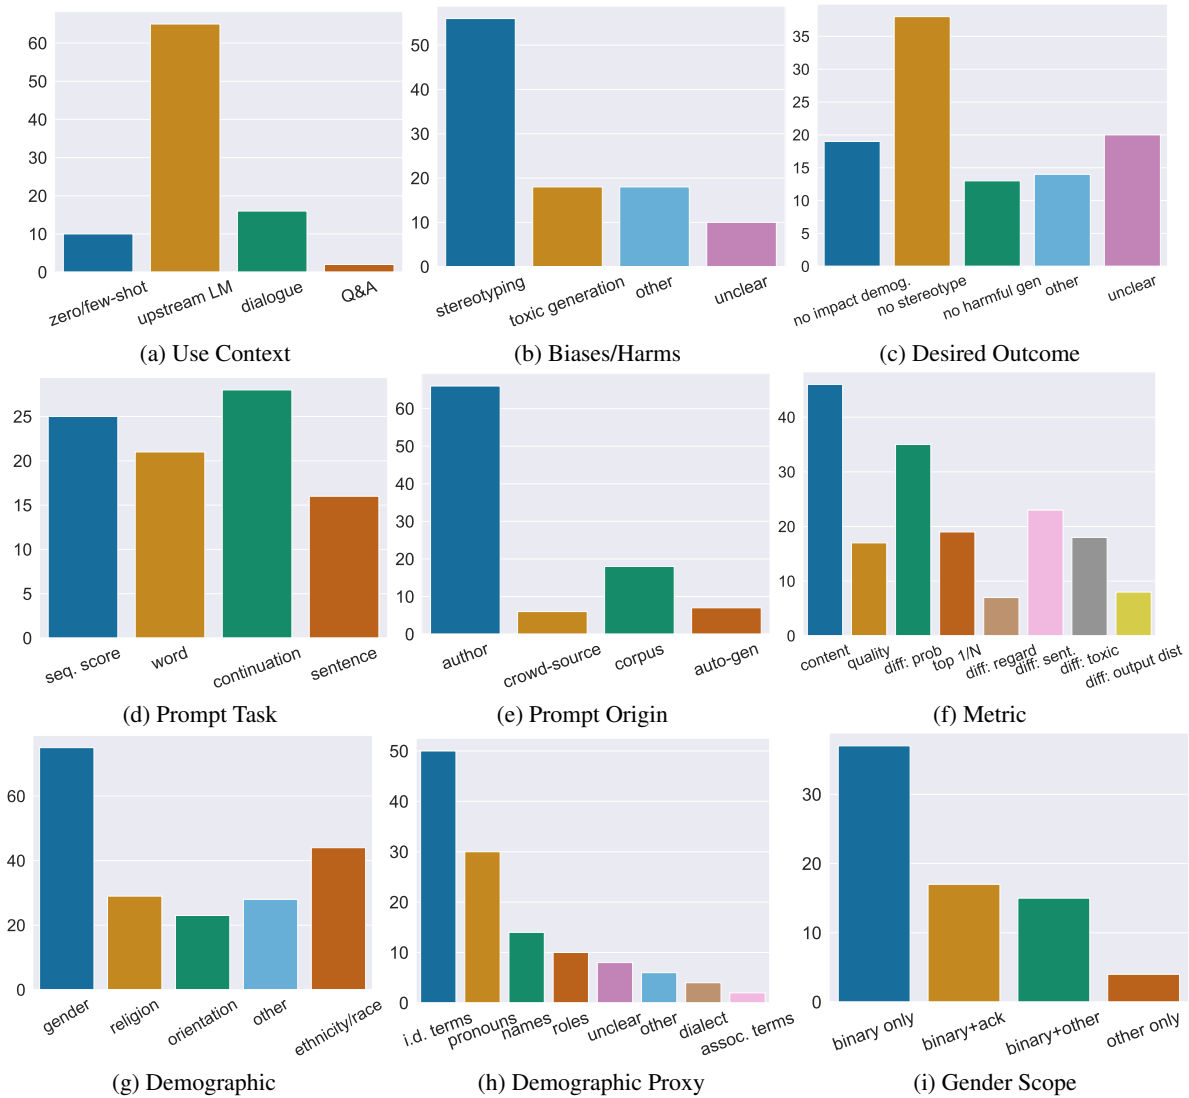 60
50
40
30
20
10
0
zero/few-shot
upstream LM
dialogue
Q&A
(a) Use Context
50
40
30
20
10
0
stereotyping
toxic generation
other
unclear
(b) Biases/Harms
35
30
25
20
15
10
5
0
no impact demog.
no stereotype
no harmful gen
other
unclear
(c) Desired Outcome
25
20
15
10
5
0
seq. score
word
continuation
sentence
(d) Prompt Task
60
50
40
30
20
10
0
author
crowd-source
corpus
auto-gen
(e) Prompt Origin
40
30
20
10
0
content
quality
diff: prob
top 1/N
diff: regard
diff: sent.
diff: toxic
diff: output dist
(f) Metric
60
40
20
0
gender
religion
orientation
other
ethnicity/race
(g) Demographic
50
40
30
20
10
0
i.d. terms
pronouns
names
roles
unclear
other
dialect
assoc. terms
(h) Demographic Proxy
30
20
10
0
binary only
binary+ack
binary+other
other only
(i) Gender Scope